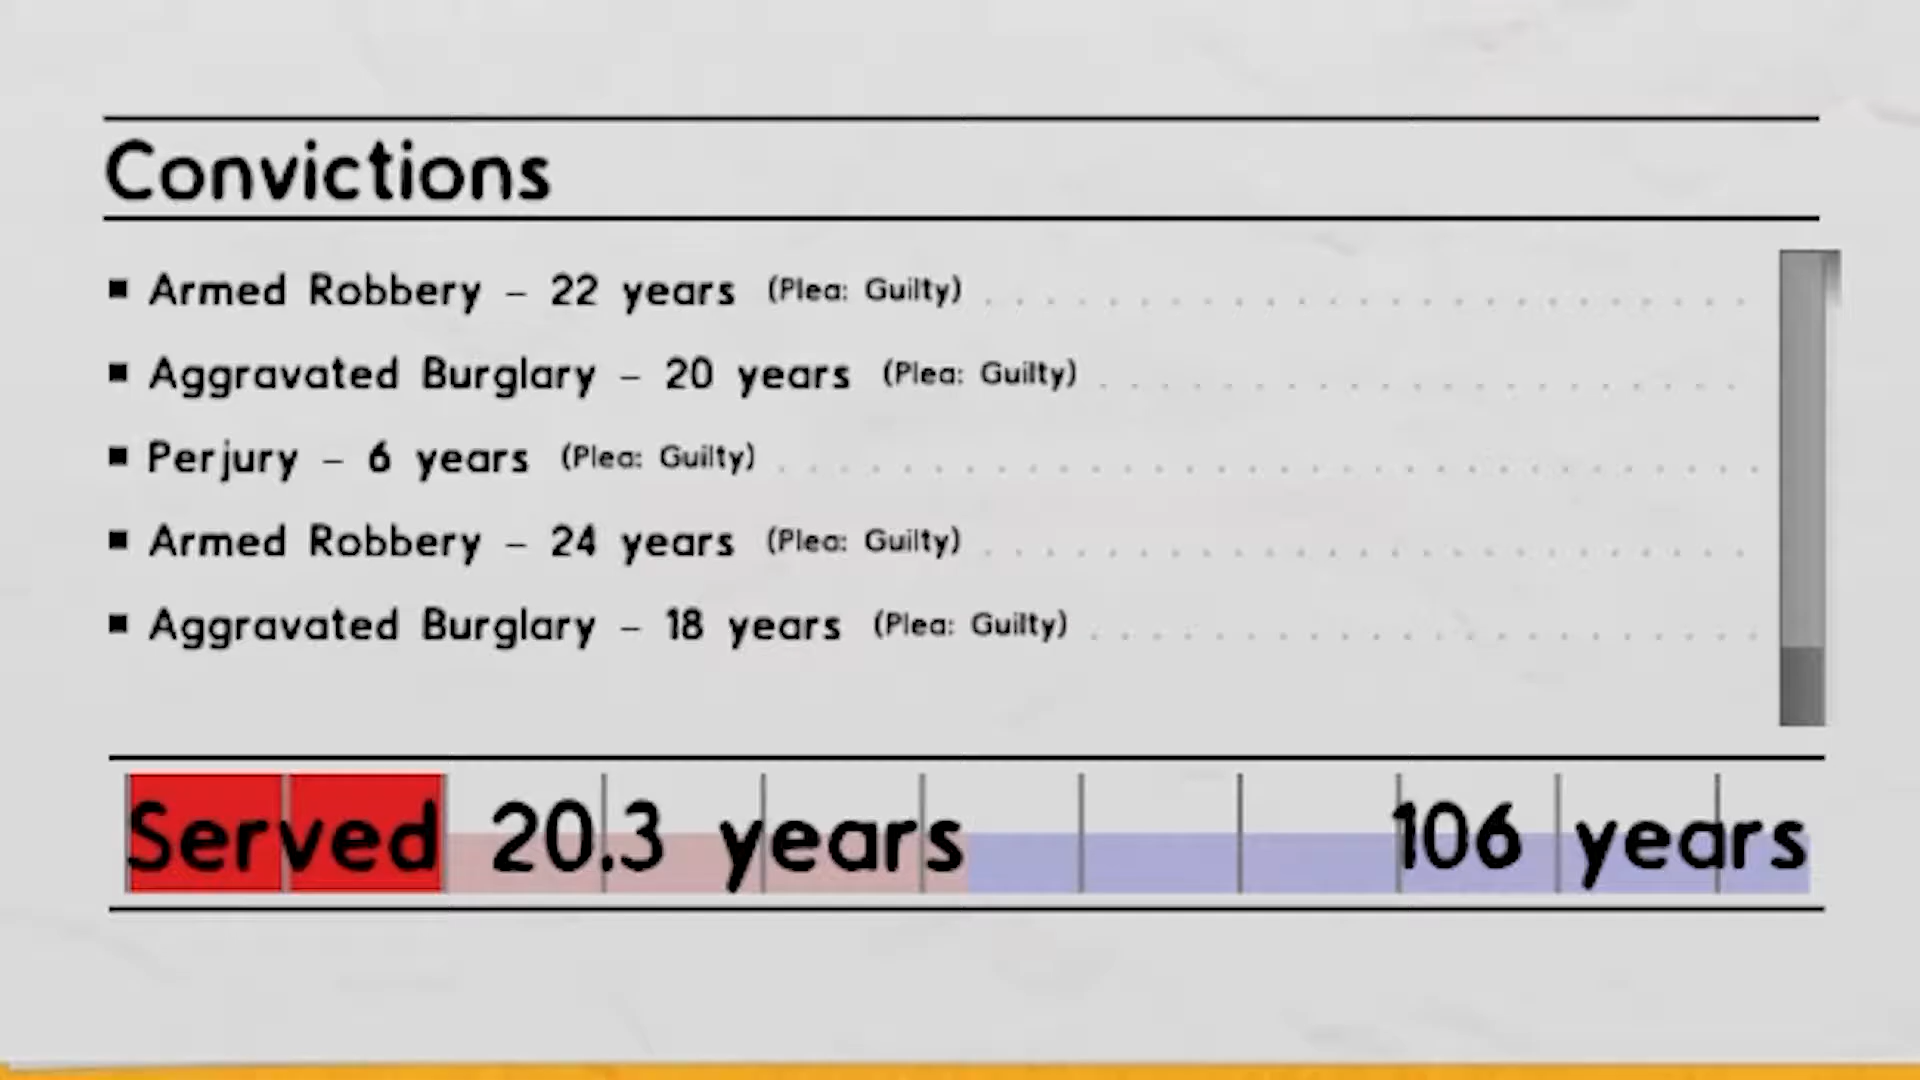 Convictions
▪ Armed Robbery – 22 years (Plea: Guilty)
▪ Aggravated Burglary – 20 years (Plea: Guilty)
▪ Perjury – 6 years (Plea: Guilty)
▪ Armed Robbery – 24 years (Plea: Guilty)
▪ Aggravated Burglary – 18 years (Plea: Guilty)
Served 20.3 years 106 years